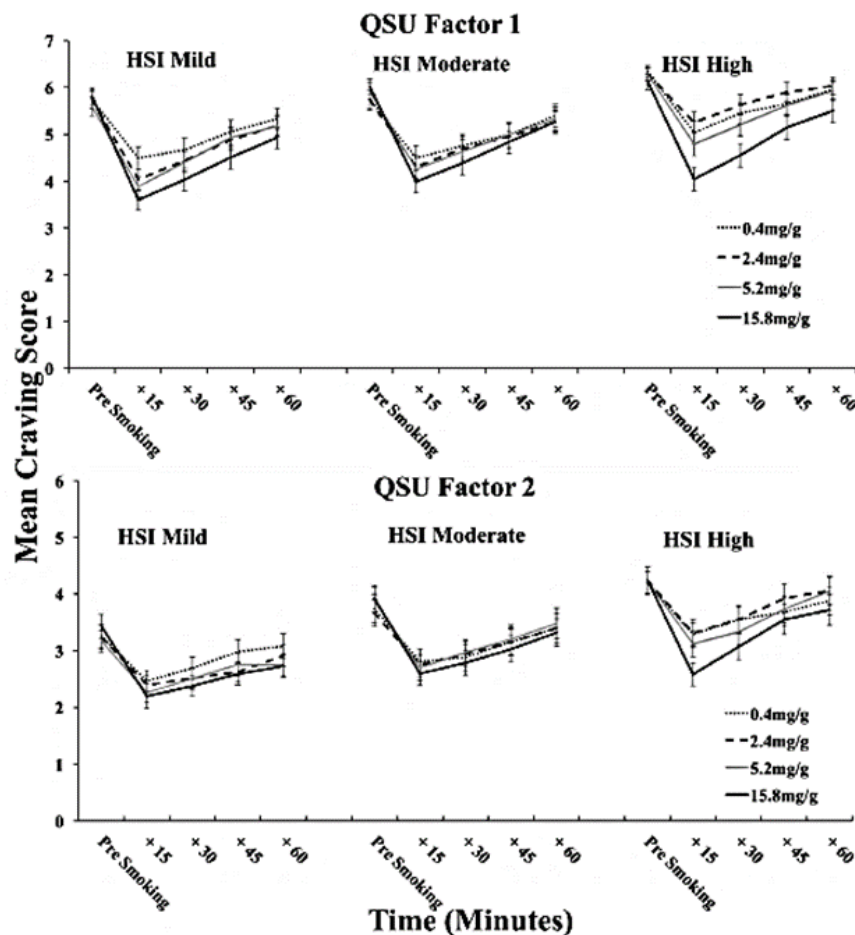 QSU Factor 1
7
HSI Mild
HSI Moderate
HSI High
6
5
4
3
2
1
0
0.4mg/g
2.4mg/g
5.2mg/g
15.8mg/g
Pre Smoking
+ 15
+ 30
+ 45
+ 60
Pre Smoking
+ 15
+ 30
+ 45
+ 60
Pre Smoking
+ 15
+ 30
+ 45
+ 60
Mean Craving Score
QSU Factor 2
6
HSI Mild
HSI Moderate
HSI High
5
4
3
2
1
0
0.4mg/g
2.4mg/g
5.2mg/g
15.8mg/g
Pre Smoking
+ 15
+ 30
+ 45
+ 60
Pre Smoking
+ 15
+ 30
+ 45
+ 60
Pre Smoking
+ 15
+ 30
+ 45
+ 60
Time (Minutes)